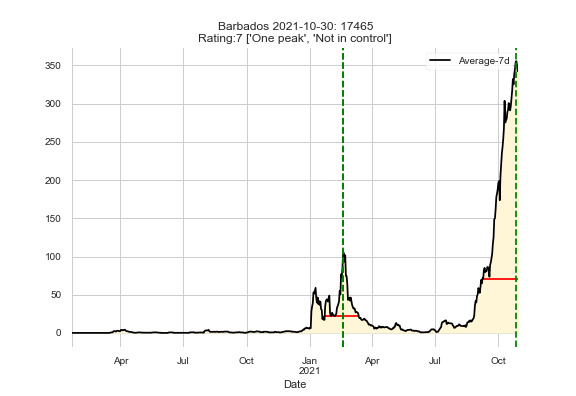 Barbados 2021-10-30: 17465
Rating:7 ['One peak', 'Not in control']
Average-7d
350
300
250
200
150
100
50
0
Apr
Jul
Oct
Jan
2021
Apr
Jul
Oct
Date